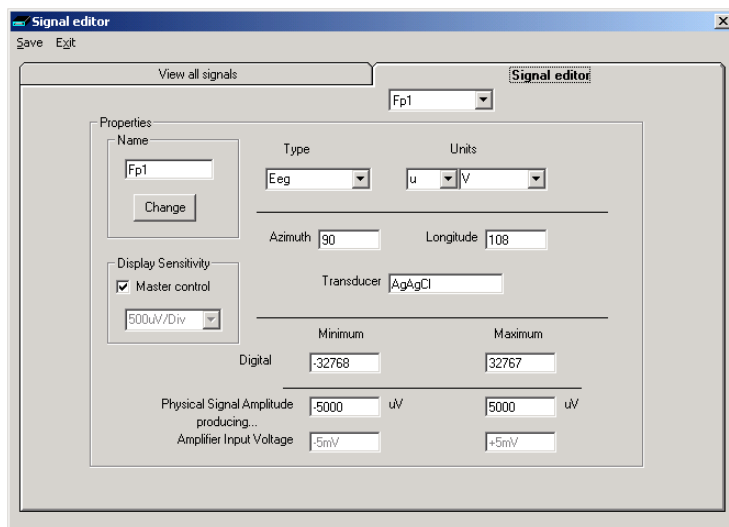 Signal editor
Save Exit
View all signals Signal editor
Fp1
Properties
Name
Type Units
Fp1
Eeg u V
Change
Azimuth 90 Longitude 108
Display Sensitivity
Master control
Transducer AgAgCl
500uV/Div
Minimum Maximum
Digital -32768 32767
Physical Signal Amplitude -5000 uV 5000 uV
producing...
Amplifier Input Voltage -5mV +5mV